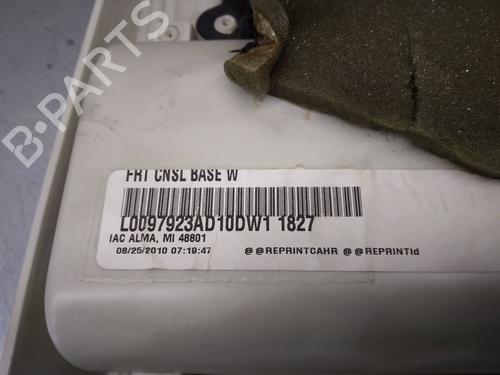 B-PARTS
FRT CNSL BASE W
L0097923AD10DW1 1827
IAC ALMA, MI 48801
08/25/2010 07:19:47 @@REPRINTCAHR @@REPRINTId